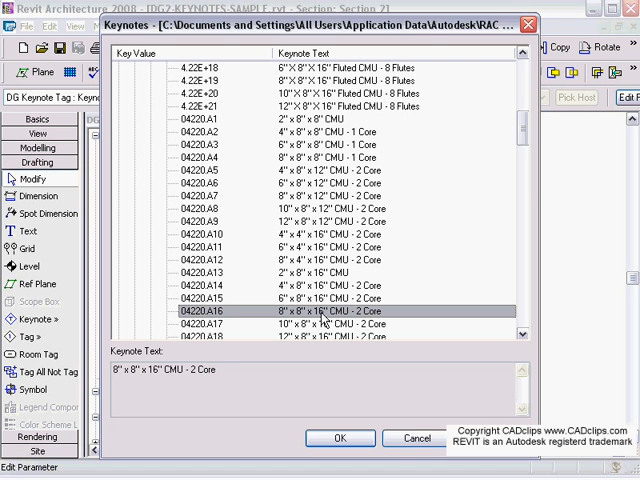 Revit Architecture 2008 - [DG2-KEYNOTES-SAMPLE.rvt - Section: Section 2]
Keynotes - [C:\Documents and Settings\All Users\Application Data\Autodesk\RAC ...
File Edit View
Copy Rotate
Plane
DG Keynote Tag : Keyno
Pick Host Edit F
Basics
View
Modelling
Drafting
Modify
Dimension
Spot Dimension
Text
Grid
Level
Ref Plane
Scope Box
Keynote »
Tag »
Room Tag
Tag All Not Tag
Symbol
Legend Compor
Color Scheme L
Rendering
Site
Key Value Keynote Text
4.22E+18 6" X 8" X 16" Fluted CMU - 8 Flutes
4.22E+19 8" X 8" X 16" Fluted CMU - 8 Flutes
4.22E+20 10" X 8" X 16" Fluted CMU - 8 Flutes
4.22E+21 12" X 8" X 16" Fluted CMU - 8 Flutes
04220.A1 2" x 8" x 8" CMU
04220.A2 4" x 8" x 8" CMU - 1 Core
04220.A3 6" x 8" x 8" CMU - 1 Core
04220.A4 8" x 8" x 8" CMU - 1 Core
04220.A5 4" x 8" x 12" CMU - 2 Core
04220.A6 6" x 8" x 12" CMU - 2 Core
04220.A7 8" x 8" x 12" CMU - 2 Core
04220.A8 10" x 8" x 12" CMU - 2 Core
04220.A9 12" x 8" x 12" CMU - 2 Core
04220.A10 4" x 4" x 16" CMU - 2 Core
04220.A11 6" x 4" x 16" CMU - 2 Core
04220.A12 8" x 4" x 16" CMU - 2 Core
04220.A13 2" x 8" x 16" CMU
04220.A14 4" x 8" x 16" CMU - 2 Core
04220.A15 6" x 8" x 16" CMU - 2 Core
04220.A16 8" x 8" x 16" CMU - 2 Core
04220.A17 10" x 8" x 16" CMU - 2 Core
04220.A18 12" x 8" x 16" CMU - 2 Core
Keynote Text:
8" x 8" x 16" CMU - 2 Core
OK Cancel
Copyright CADclips www.CADclips.com
REVIT is an Autodesk registerd trademark
Edit Parameter